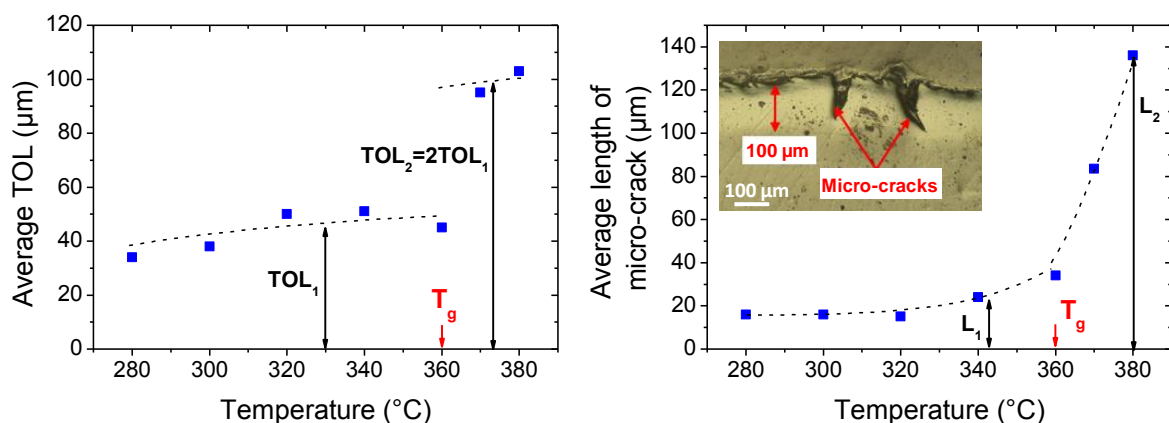 120
100
80
60
40
20
0
280 300 320 340 360 380
Average TOL (µm)
Temperature (°C)
TOL₂=2TOL₁
TOL₁
Tg
140
120
100
80
60
40
20
0
280 300 320 340 360 380
Average length of
micro-crack (µm)
Temperature (°C)
100 µm
Micro-cracks
100 µm
L₂
L₁
Tg